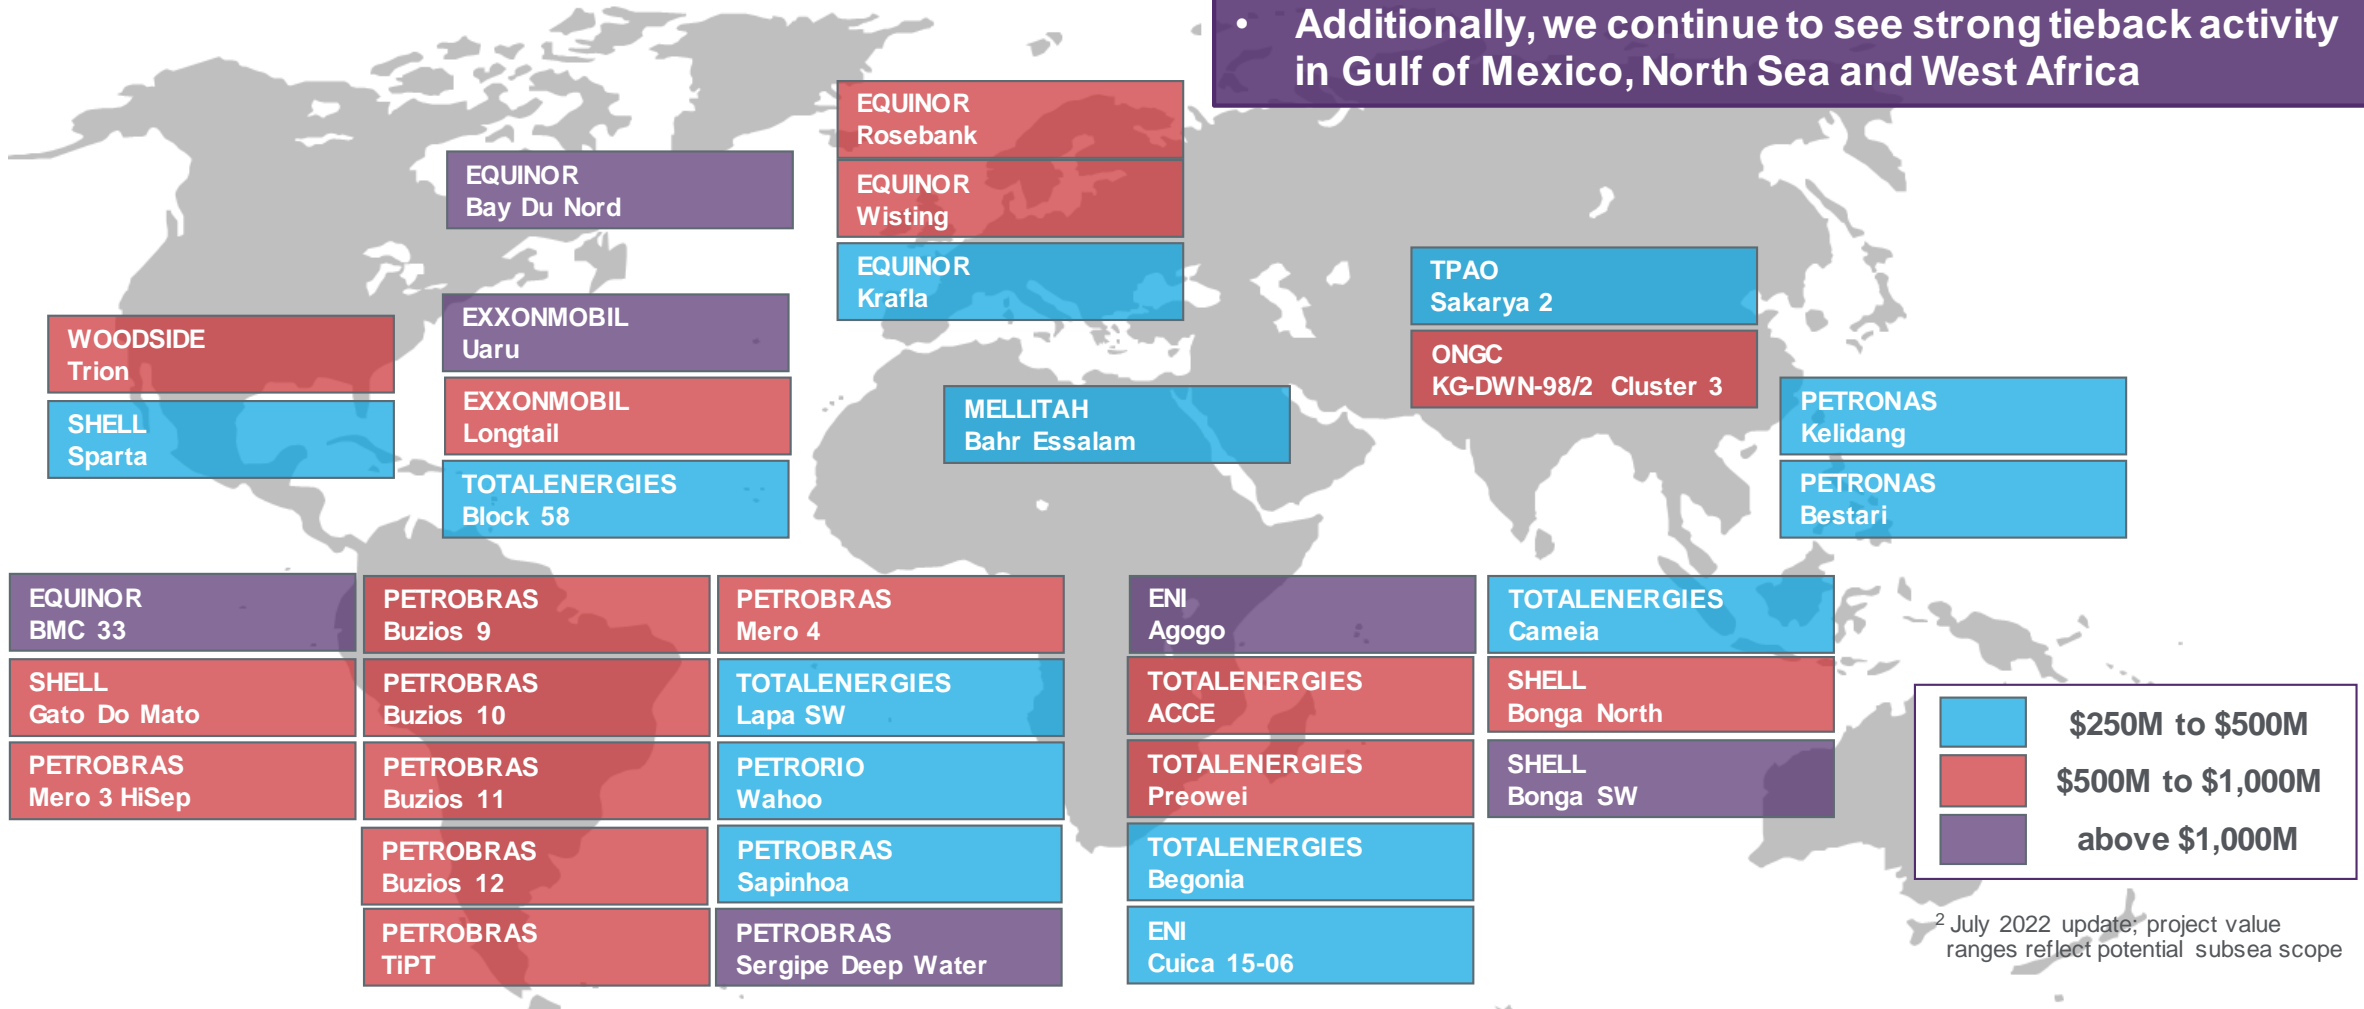 • Additionally, we continue to see strong tieback activity
in Gulf of Mexico, North Sea and West Africa
EQUINOR
Rosebank
EQUINOR
Wisting
EQUINOR
Krafla
EQUINOR
Bay Du Nord
WOODSIDE
Trion
SHELL
Sparta
EXXONMOBIL
Uaru
EXXONMOBIL
Longtail
TOTALENERGIES
Block 58
MELLITAH
Bahr Essalam
TPAO
Sakarya 2
ONGC
KG-DWN-98/2 Cluster 3
PETRONAS
Kelidang
PETRONAS
Bestari
EQUINOR
BMC 33
SHELL
Gato Do Mato
PETROBRAS
Mero 3 HiSep
PETROBRAS
Buzios 9
PETROBRAS
Buzios 10
PETROBRAS
Buzios 11
PETROBRAS
Buzios 12
PETROBRAS
TiPT
PETROBRAS
Mero 4
TOTALENERGIES
Lapa SW
PETRORIO
Wahoo
PETROBRAS
Sapinhoa
PETROBRAS
Sergipe Deep Water
ENI
Agogo
TOTALENERGIES
ACCE
TOTALENERGIES
Preowei
TOTALENERGIES
Begonia
ENI
Cuica 15-06
TOTALENERGIES
Cameia
SHELL
Bonga North
SHELL
Bonga SW
$250M to $500M
$500M to $1,000M
above $1,000M
2 July 2022 update; project value
ranges reflect potential subsea scope